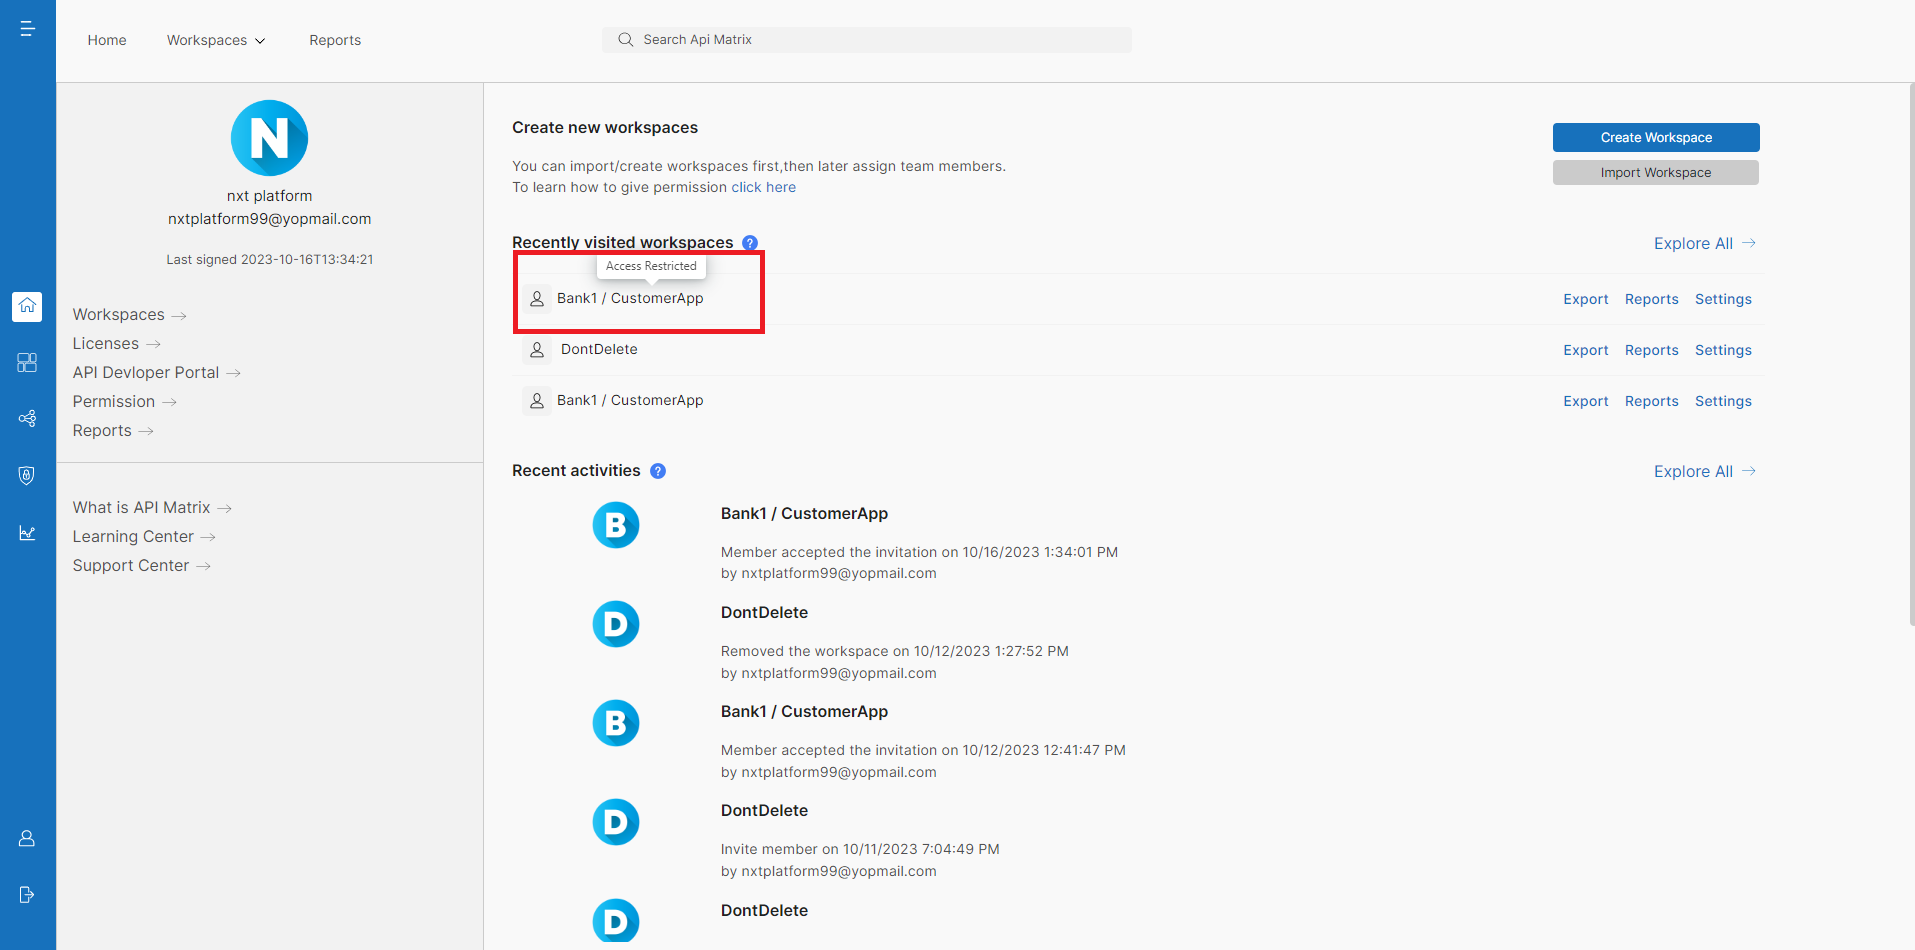 Home Workspaces Reports Search Api Matrix
N
nxt platform
nxtplatform99@yopmail.com
Last signed 2023-10-16T13:34:21
Workspaces
Licenses
API Devloper Portal
Permission
Reports
What is API Matrix
Learning Center
Support Center
Create new workspaces
You can import/create workspaces first,then later assign team members.
To learn how to give permission click here
Create Workspace
Import Workspace
Recently visited workspaces ? Explore All
Access Restricted
Bank1 / CustomerApp Export Reports Settings
DontDelete Export Reports Settings
Bank1 / CustomerApp Export Reports Settings
Recent activities ? Explore All
B
Bank1 / CustomerApp
Member accepted the invitation on 10/16/2023 1:34:01 PM
by nxtplatform99@yopmail.com
D
DontDelete
Removed the workspace on 10/12/2023 1:27:52 PM
by nxtplatform99@yopmail.com
B
Bank1 / CustomerApp
Member accepted the invitation on 10/12/2023 12:41:47 PM
by nxtplatform99@yopmail.com
D
DontDelete
Invite member on 10/11/2023 7:04:49 PM
by nxtplatform99@yopmail.com
D
DontDelete